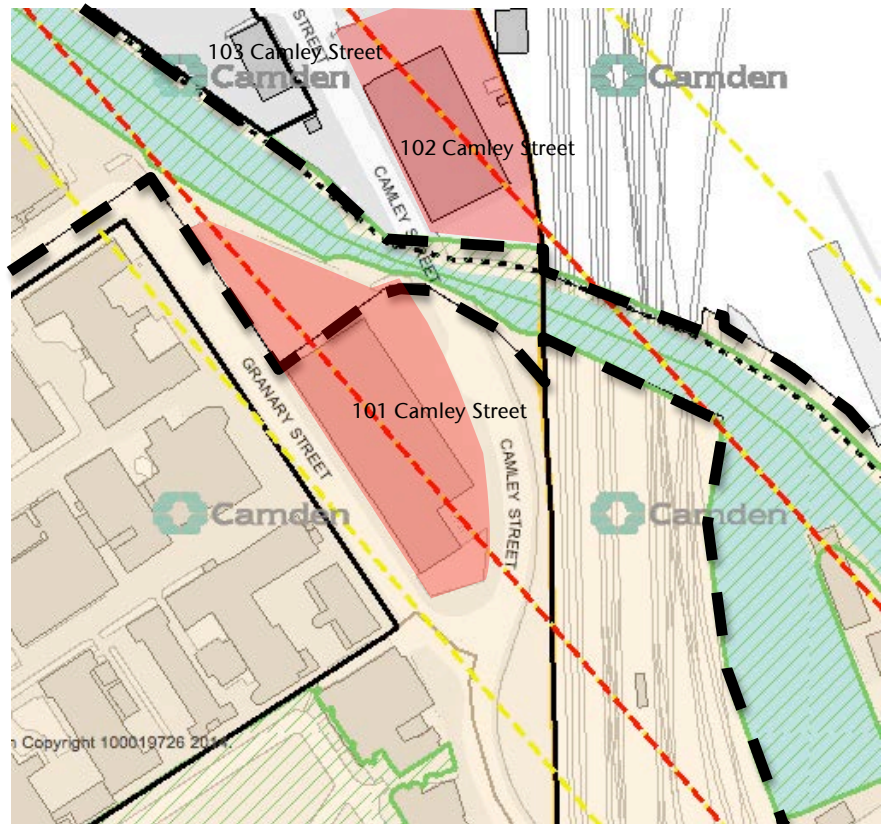 STREET
103 Camley Street
Camden
Camden
102 Camley Street
CAMLEY STREET
101 Camley Street
GRANARY STREET
CAMLEY STREET
Camden
Camden
Copyright 100019726 201